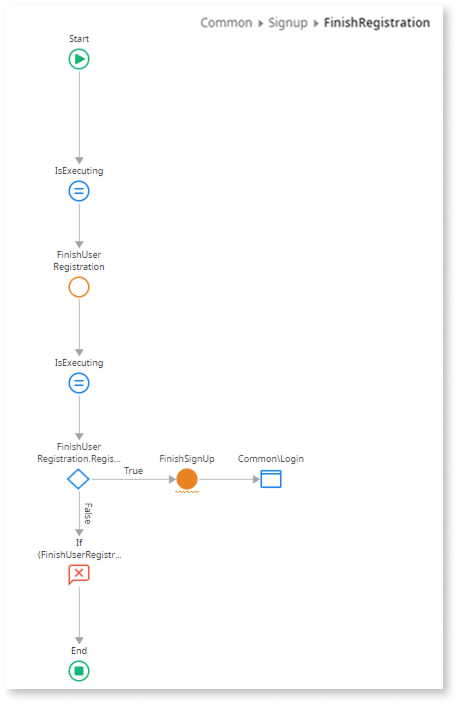 Common ▸ Signup ▸ FinishRegistration
Start
IsExecuting
FinishUser
Registration
IsExecuting
FinishUser
Registration.Regis...
True
FinishSignUp
Common\Login
False
If
(FinishUserRegistr...
End